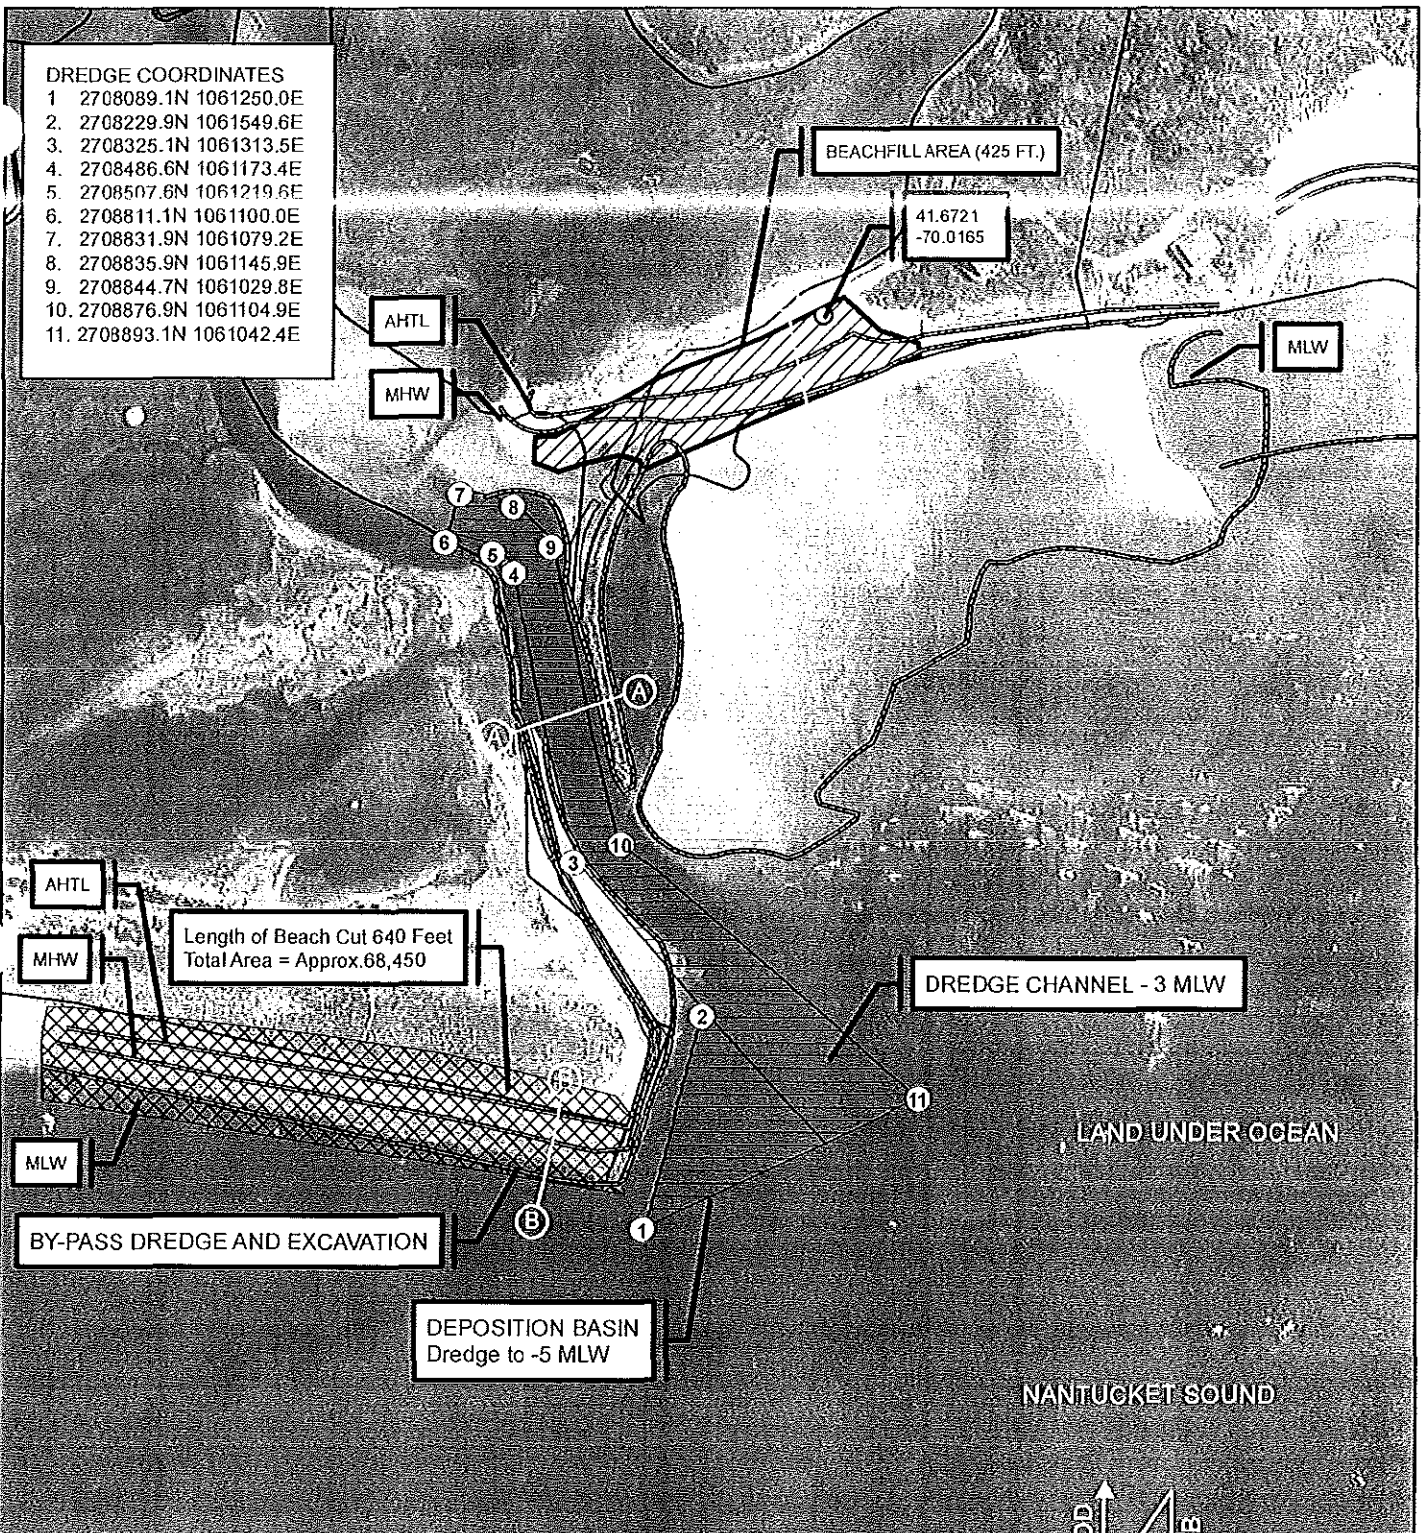 DREDGE COORDINATES
1 2708089.1N 1061250.0E
2. 2708229.9N 1061549.6E
3. 2708325.1N 1061313.5E
4. 2708486.6N 1061173.4E
5. 2708507.6N 1061219.6E
6. 2708811.1N 1061100.0E
7. 2708831.9N 1061079.2E
8. 2708835.9N 1061145.9E
9. 2708844.7N 1061029.8E
10. 2708876.9N 1061104.9E
11. 2708893.1N 1061042.4E
BEACHFILL AREA (425 FT.)
41.6721
-70.0165
AHTL
MLW
MHW
7
8
6
5
9
4
A
A
10
3
AHTL
Length of Beach Cut 640 Feet
Total Area = Approx.68,450
MHW
DREDGE CHANNEL - 3 MLW
2
B
11
LAND UNDER OCEAN
MLW
B
1
BY-PASS DREDGE AND EXCAVATION
DEPOSITION BASIN
Dredge to -5 MLW
NANTUCKET SOUND
OD
B